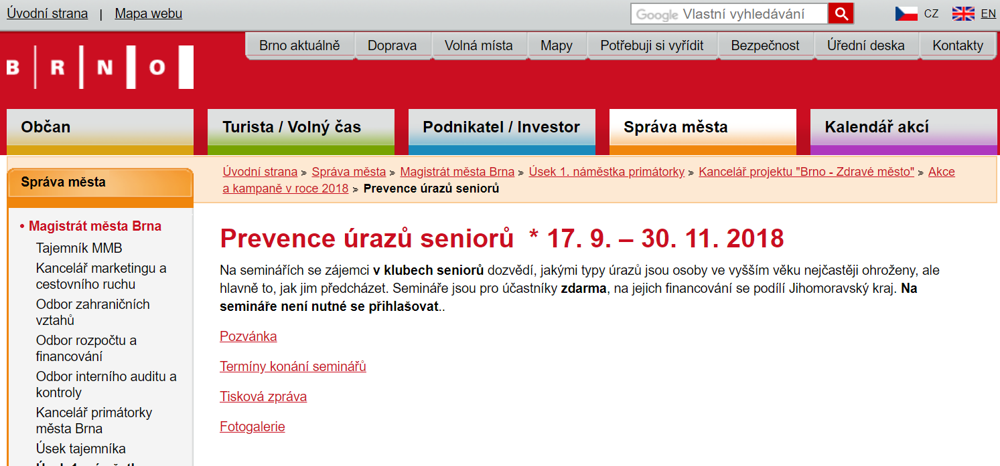 Úvodní strana | Mapa webu
Google Vlastní vyhledávání
CZ EN
Brno aktuálně Doprava Volná místa Mapy Potřebuji si vyřídit Bezpečnost Úřední deska Kontakty
B R N O
Občan Turista / Volný čas Podnikatel / Investor Správa města Kalendář akcí
Správa města
• Magistrát města Brna
Tajemník MMB
Kancelář marketingu a
cestovního ruchu
Odbor zahraničních
vztahů
Odbor rozpočtu a
financování
Odbor interního auditu a
kontroly
Kancelář primátorky
města Brna
Úsek tajemníka
Úvodní strana > Správa města > Magistrát města Brna > Úsek 1. náměstka primátorky > Kancelář projektu "Brno - Zdravé město" > Akce
a kampaně v roce 2018 > Prevence úrazů seniorů
Prevence úrazů seniorů * 17. 9. – 30. 11. 2018
Na seminářích se zájemci v klubech seniorů dozvědí, jakými typy úrazů jsou osoby ve vyšším věku nejčastěji ohroženy, ale
hlavně to, jak jim předcházet. Semináře jsou pro účastníky zdarma, na jejich financování se podílí Jihomoravský kraj. Na
semináře není nutné se přihlašovat..
Pozvánka
Termíny konání seminářů
Tisková zpráva
Fotogalerie